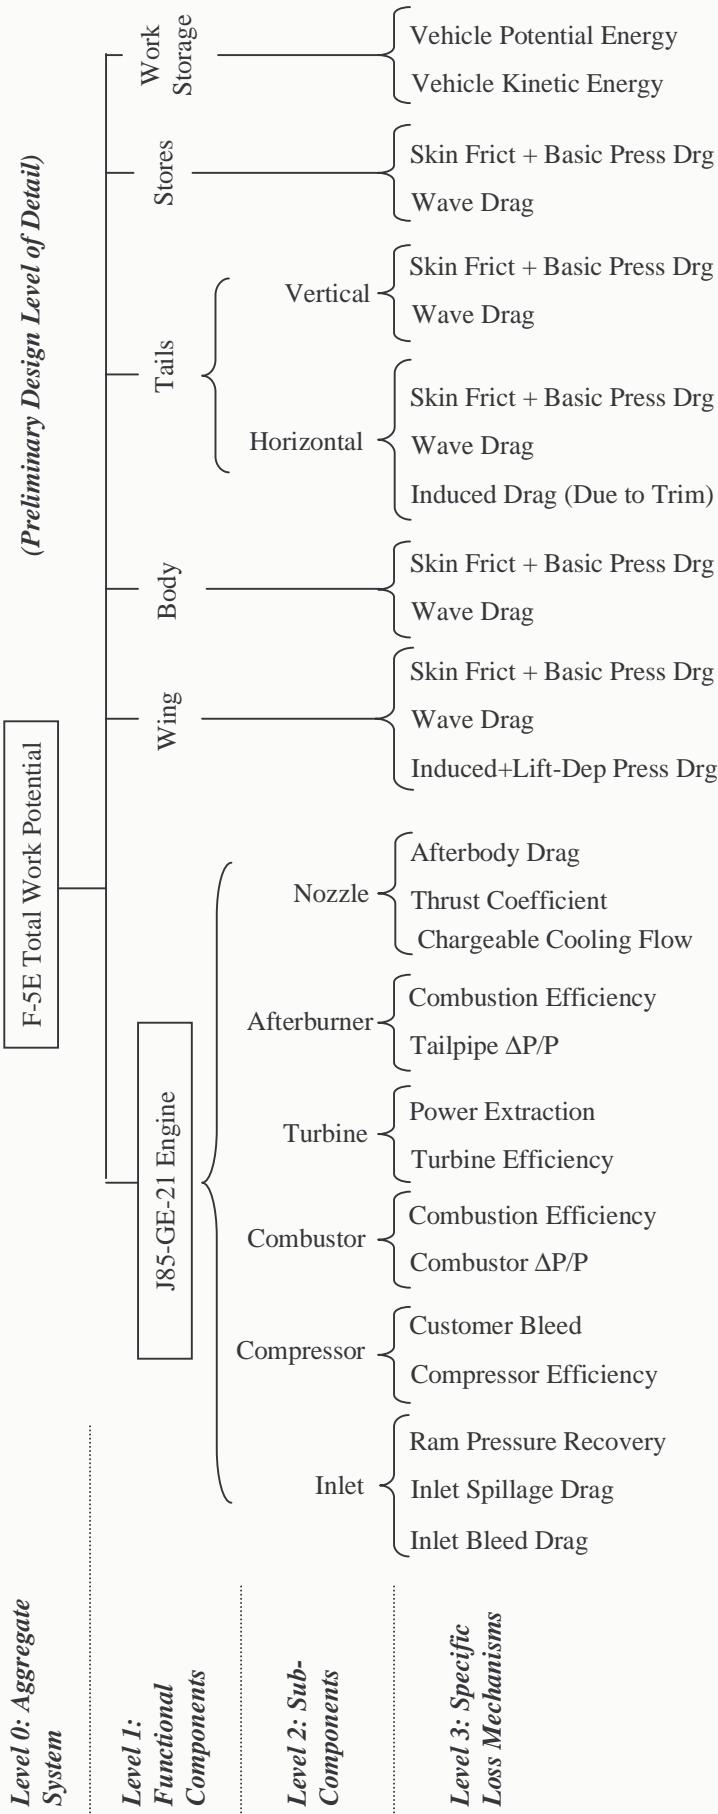 (Preliminary Design Level of Detail)
Level 0: Aggregate
System
F-5E Total Work Potential
Level 1:
Functional
Components
J85-GE-21 Engine
Wing
Body
Tails
Stores
Work
Storage
Level 2: Sub-
Components
Inlet
Compressor
Combustor
Turbine
Afterburner
Nozzle
Horizontal
Vertical
Level 3: Specific
Loss Mechanisms
Vehicle Potential Energy
Vehicle Kinetic Energy
Skin Frict + Basic Press Drg
Wave Drag
Skin Frict + Basic Press Drg
Wave Drag
Skin Frict + Basic Press Drg
Wave Drag
Induced Drag (Due to Trim)
Skin Frict + Basic Press Drg
Wave Drag
Skin Frict + Basic Press Drg
Wave Drag
Induced+Lift-Dep Press Drg
Afterbody Drag
Thrust Coefficient
Chargeable Cooling Flow
Combustion Efficiency
Tailpipe ΔP/P
Power Extraction
Turbine Efficiency
Combustion Efficiency
Combustor ΔP/P
Customer Bleed
Compressor Efficiency
Ram Pressure Recovery
Inlet Spillage Drag
Inlet Bleed Drag